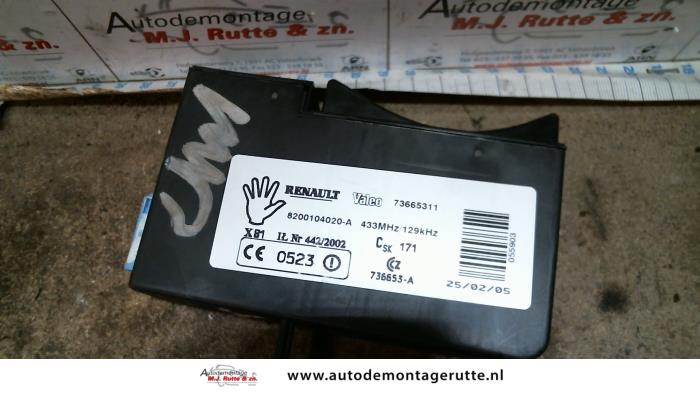 Autodemontage
M.J. Rutte & zn.
Autodemontage
M.J. Rutte & zn.
RENAULT Valeo 73665311
8200104020-A 433MHz/129kHz
X81 IL Nr 442/2002 CSK 171
CE 0523
736653-A
25/02/05
055903
Autodemontage
M.J. Rutte & zn.
www.autodemontagerutte.nl